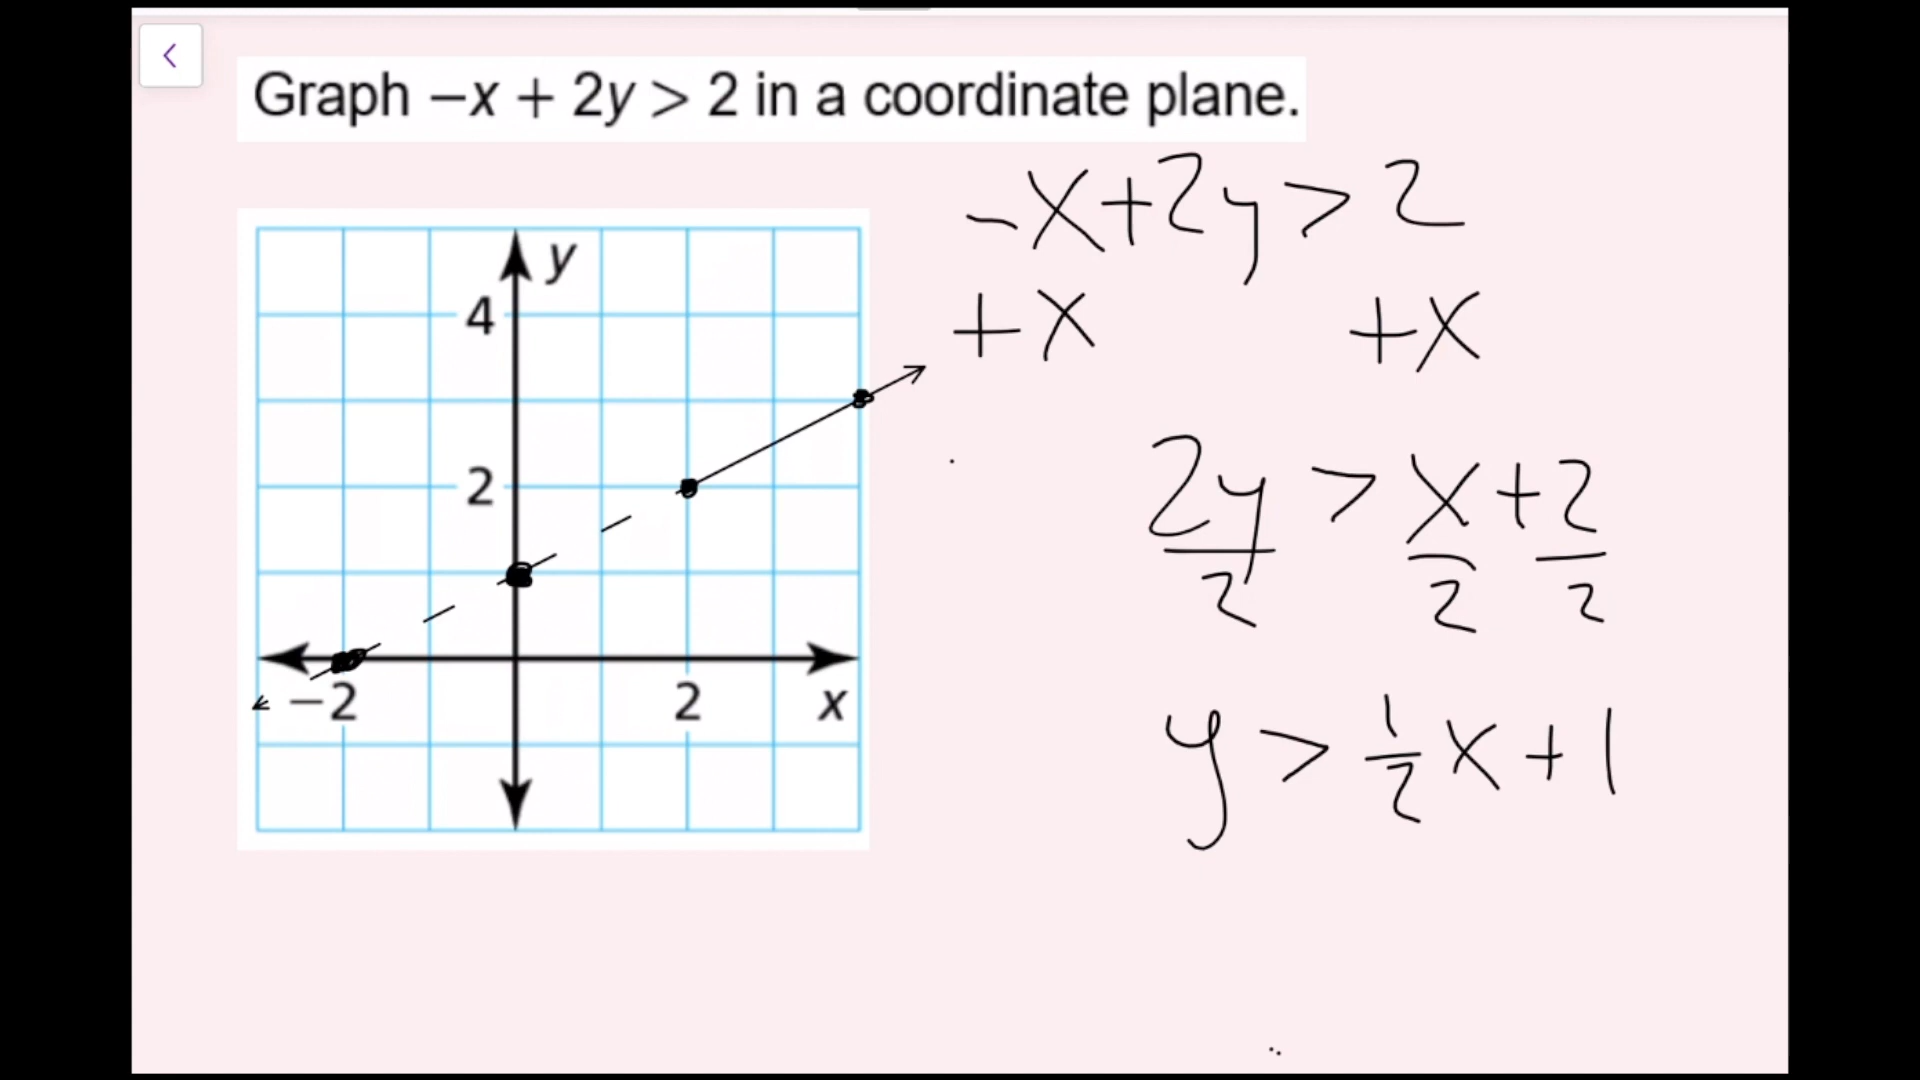 Graph −x + 2y > 2 in a coordinate plane.
-x+2y>2
+x +x
y
4
2
−2 2 x
2y > x+2
2 2 2
y > 1/2 x + 1